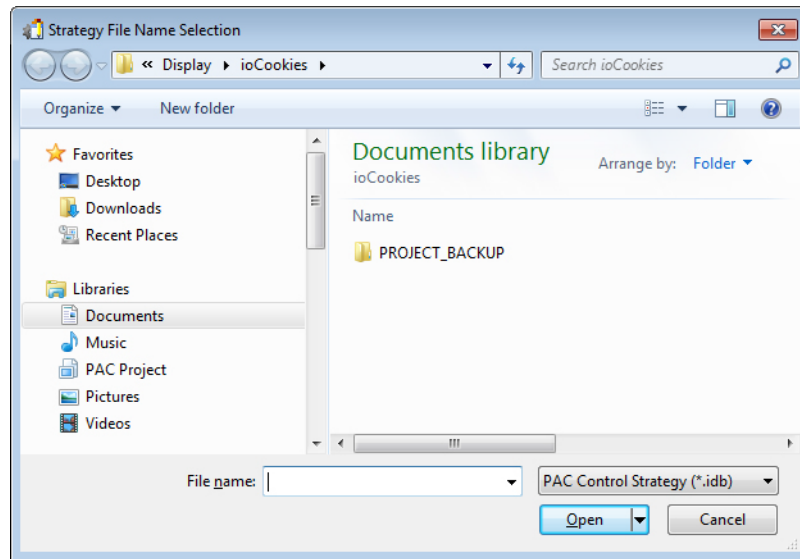 Strategy File Name Selection
« Display ioCookies
Search ioCookies
Organize New folder
Favorites
Desktop
Downloads
Recent Places
Libraries
Documents
Music
PAC Project
Pictures
Videos
Documents library
ioCookies
Arrange by: Folder
Name
PROJECT_BACKUP
File name:
PAC Control Strategy (*.idb)
Open Cancel